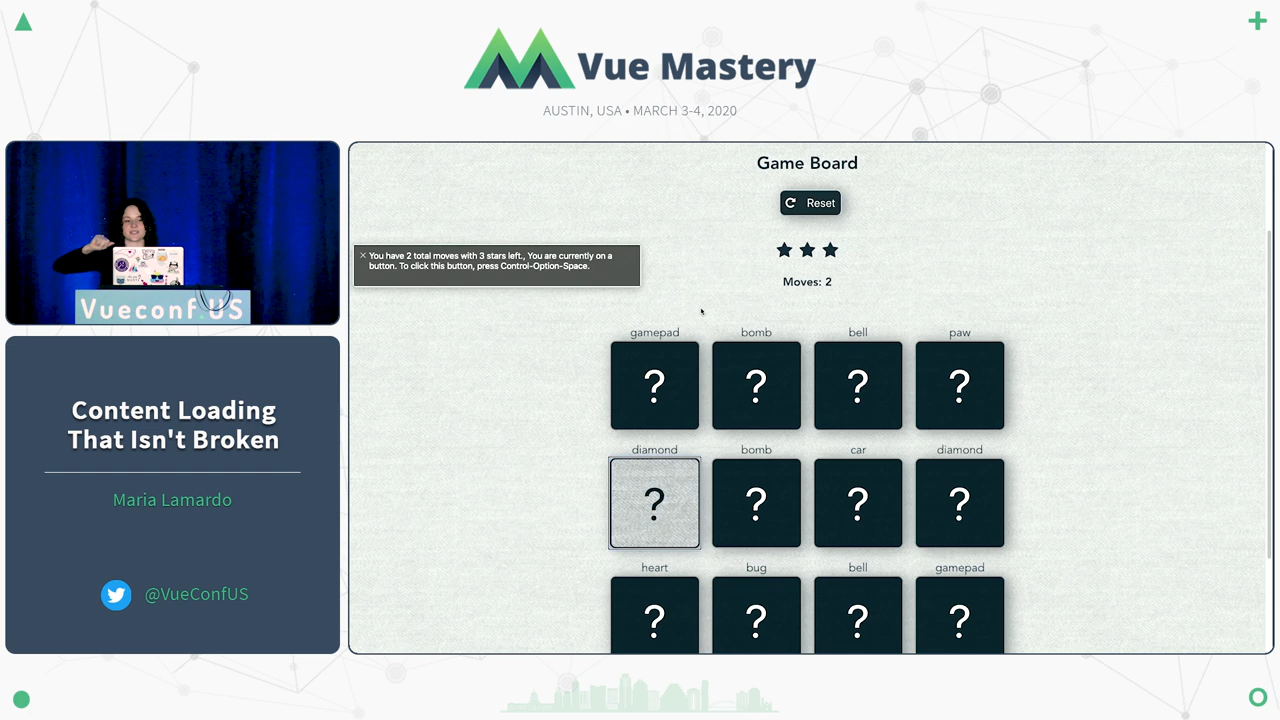 Vue Mastery
AUSTIN, USA • MARCH 3-4, 2020
Vueconf.US
Content Loading
That Isn't Broken
Maria Lamardo
@VueConfUS
Game Board
Reset
× You have 2 total moves with 3 stars left., You are currently on a
button. To click this button, press Control-Option-Space.
Moves: 2
gamepad bomb bell paw
? ? ? ?
diamond bomb car diamond
? ? ? ?
heart bug bell gamepad
? ? ? ?